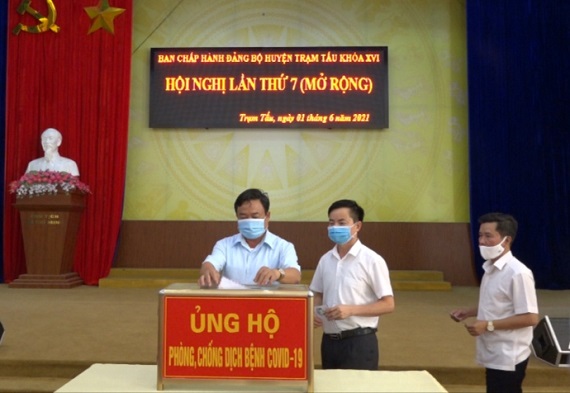 BAN CHẤP HÀNH ĐẢNG BỘ HUYỆN TRẠM TẤU KHÓA XVI
HỘI NGHỊ LẦN THỨ 7 (MỞ RỘNG)
Trạm Tấu, ngày 01 tháng 6 năm 2021
ỦNG HỘ
PHÒNG, CHỐNG DỊCH BỆNH COVID-19